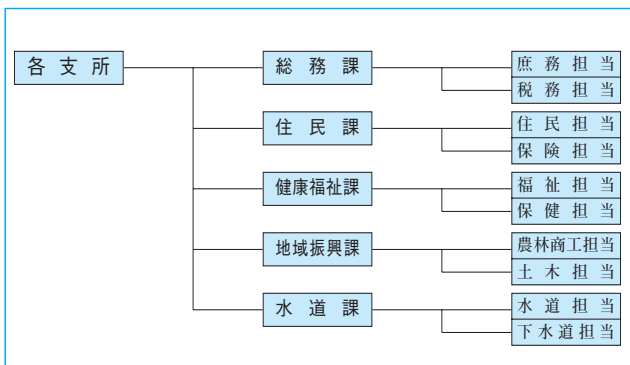 各支所
総務課
庶務担当
税務担当
住民課
住民担当
保険担当
健康福祉課
福祉担当
保健担当
地域振興課
農林商工担当
土木担当
水道課
水道担当
下水道担当